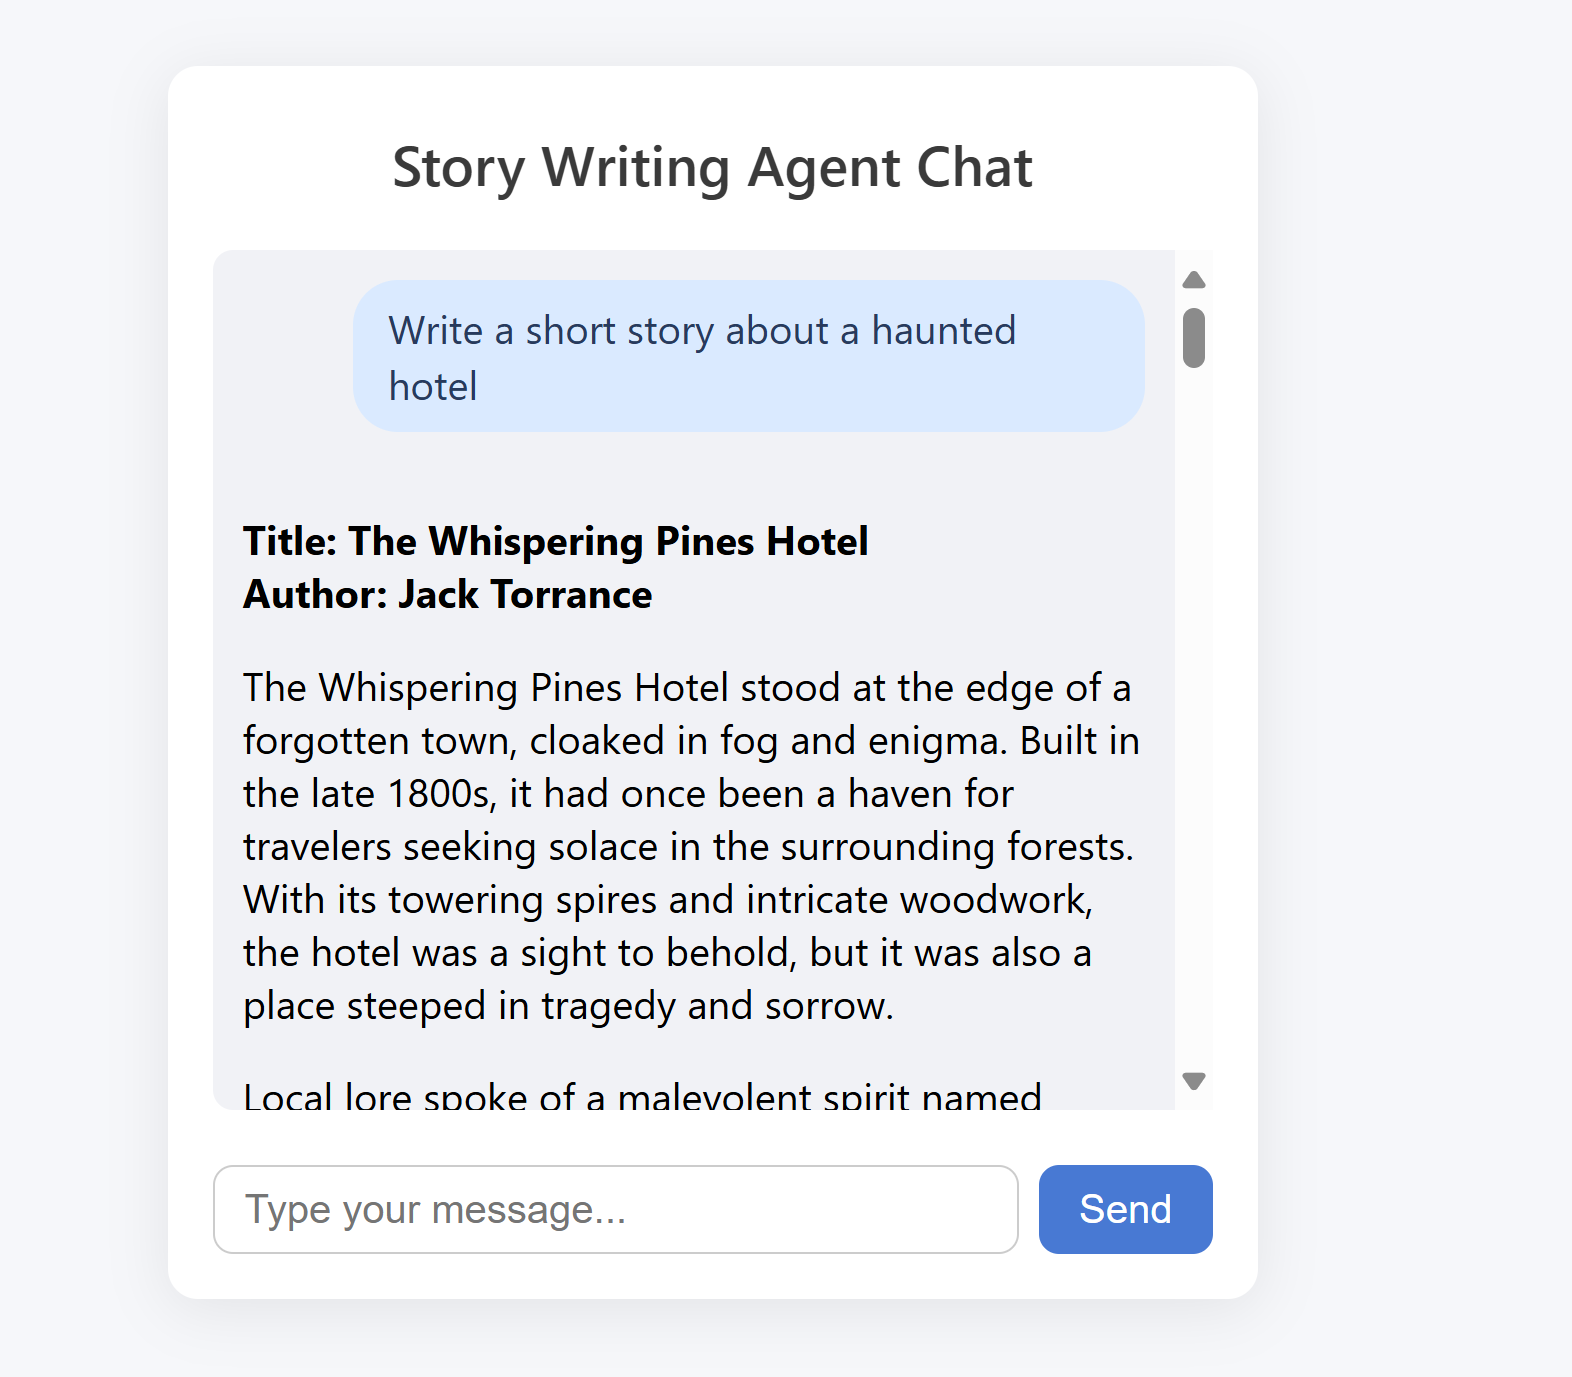 Story Writing Agent Chat
Write a short story about a haunted
hotel
Title: The Whispering Pines Hotel
Author: Jack Torrance
The Whispering Pines Hotel stood at the edge of a
forgotten town, cloaked in fog and enigma. Built in
the late 1800s, it had once been a haven for
travelers seeking solace in the surrounding forests.
With its towering spires and intricate woodwork,
the hotel was a sight to behold, but it was also a
place steeped in tragedy and sorrow.
Local lore spoke of a malevolent spirit named
Type your message...
Send